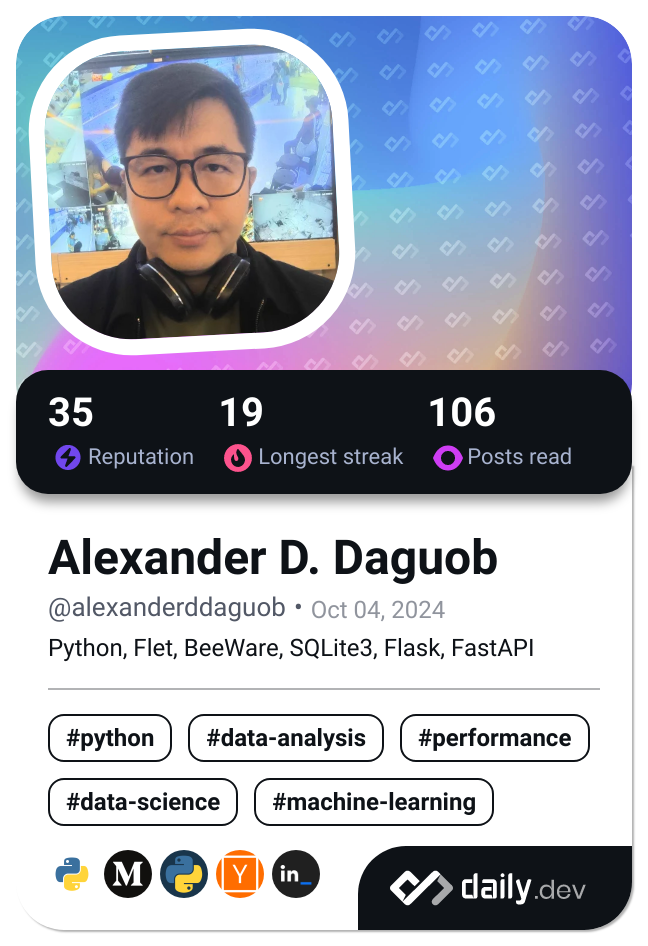 35 19 106
Reputation Longest streak Posts read
Alexander D. Daguob
@alexanderddaguob • Oct 04, 2024
Python, Flet, BeeWare, SQLite3, Flask, FastAPI
#python #data-analysis #performance
#data-science #machine-learning
M Y in_
daily.dev